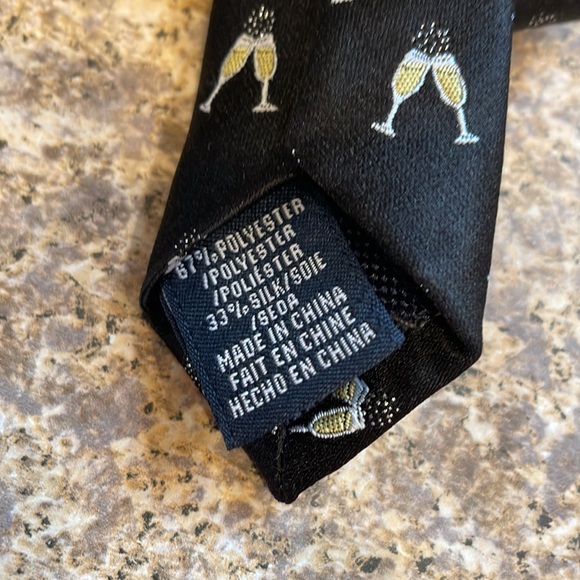 67% POLYESTER
/POLYESTER
/POLIÉSTER
33% SILK/SOIE
/SEDA
MADE IN CHINA
FAIT EN CHINE
HECHO EN CHINA